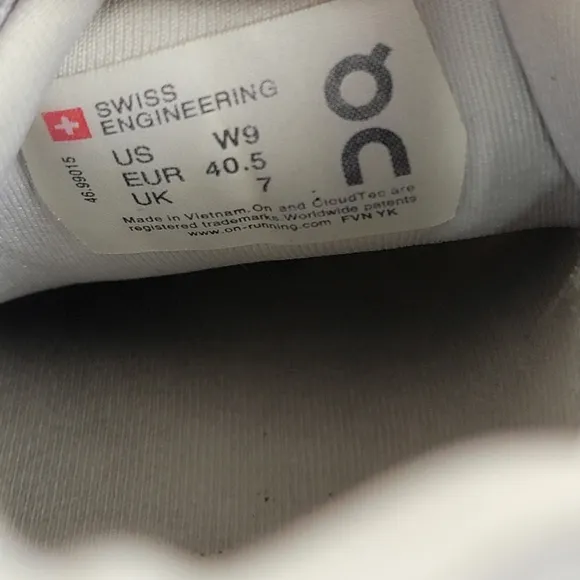 SWISS
ENGINEERING
US W9
EUR 40.5
UK 7
Made in Vietnam. On and CloudTec are
registered trademarks. Worldwide patents
www.on-running.com FVN YK
46.99015
On